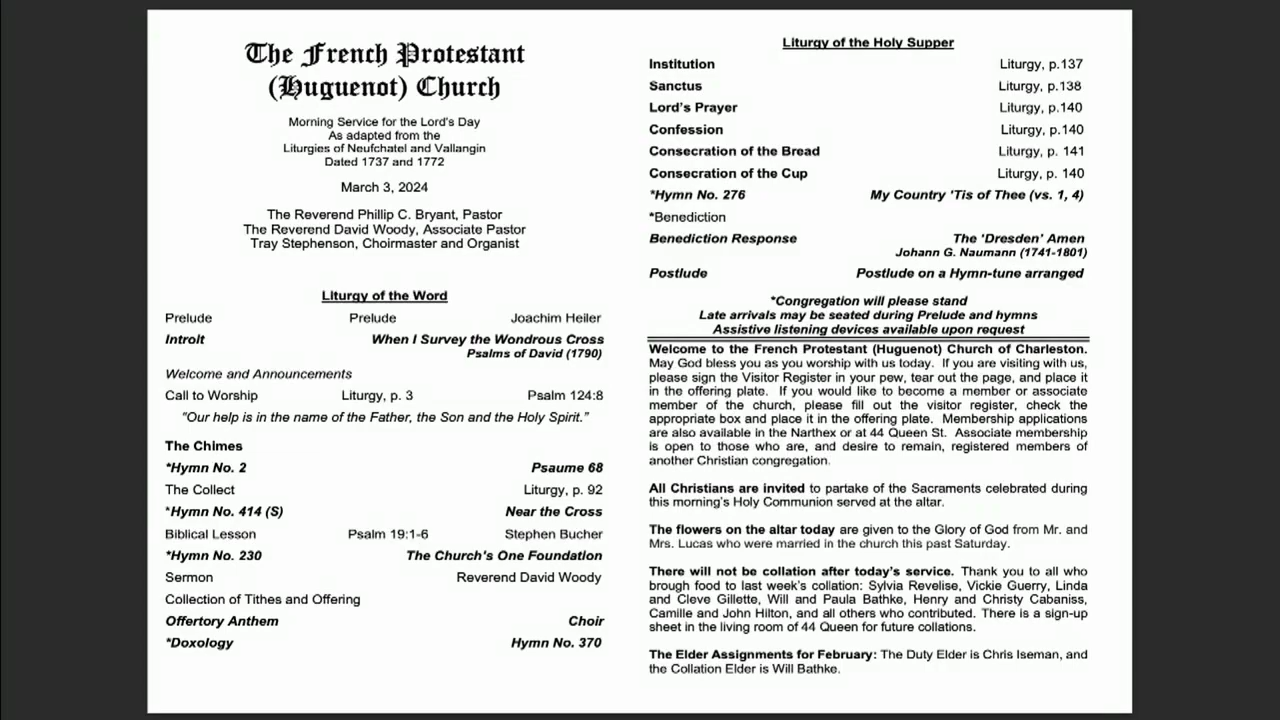 The French Protestant
(Huguenot) Church
Morning Service for the Lord's Day
As adapted from the
Liturgies of Neufchatel and Vallangin
Dated 1737 and 1772
March 3, 2024
The Reverend Phillip C. Bryant, Pastor
The Reverend David Woody, Associate Pastor
Tray Stephenson, Choirmaster and Organist
Liturgy of the Word
Prelude Prelude Joachim Heiler
Introit When I Survey the Wondrous Cross
Psalms of David (1790)
Welcome and Announcements
Call to Worship Liturgy, p. 3 Psalm 124:8
"Our help is in the name of the Father, the Son and the Holy Spirit."
The Chimes
*Hymn No. 2 Psaume 68
The Collect Liturgy, p. 92
*Hymn No. 414 (S) Near the Cross
Biblical Lesson Psalm 19:1-6 Stephen Bucher
*Hymn No. 230 The Church's One Foundation
Sermon Reverend David Woody
Collection of Tithes and Offering
Offertory Anthem Choir
*Doxology Hymn No. 370
Liturgy of the Holy Supper
Institution Liturgy, p.137
Sanctus Liturgy, p.138
Lord's Prayer Liturgy, p.140
Confession Liturgy, p.140
Consecration of the Bread Liturgy, p. 141
Consecration of the Cup Liturgy, p. 140
*Hymn No. 276 My Country 'Tis of Thee (vs. 1, 4)
*Benediction
Benediction Response The 'Dresden' Amen
Johann G. Naumann (1741-1801)
Postlude Postlude on a Hymn-tune arranged
*Congregation will please stand
Late arrivals may be seated during Prelude and hymns
Assistive listening devices available upon request
Welcome to the French Protestant (Huguenot) Church of Charleston.
May God bless you as you worship with us today. If you are visiting with us,
please sign the Visitor Register in your pew, tear out the page, and place it
in the offering plate. If you would like to become a member or associate
member of the church, please fill out the visitor register, check the
appropriate box and place it in the offering plate. Membership applications
are also available in the Narthex or at 44 Queen St. Associate membership
is open to those who are, and desire to remain, registered members of
another Christian congregation.
All Christians are invited to partake of the Sacraments celebrated during
this morning's Holy Communion served at the altar.
The flowers on the altar today are given to the Glory of God from Mr. and
Mrs. Lucas who were married in the church this past Saturday.
There will not be collation after today's service. Thank you to all who
brough food to last week's collation: Sylvia Revelise, Vickie Guerry, Linda
and Cleve Gillette, Will and Paula Bathke, Henry and Christy Cabaniss,
Camille and John Hilton, and all others who contributed. There is a sign-up
sheet in the living room of 44 Queen for future collations.
The Elder Assignments for February: The Duty Elder is Chris Iseman, and
the Collation Elder is Will Bathke.